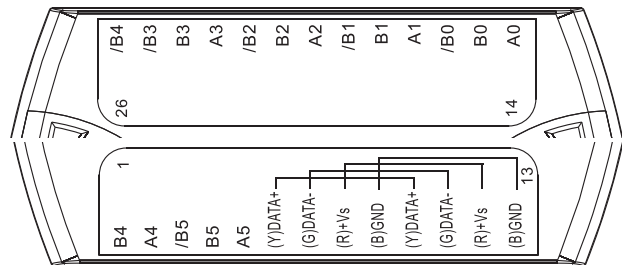 /B4
/B3
B3
A3
/B2
B2
A2
/B1
B1
A1
/B0
B0
A0
26
14
1
13
B4
A4
/B5
B5
A5
(Y)DATA+
(G)DATA-
(R)+Vs
(B)GND
(Y)DATA+
(G)DATA-
(R)+Vs
(B)GND